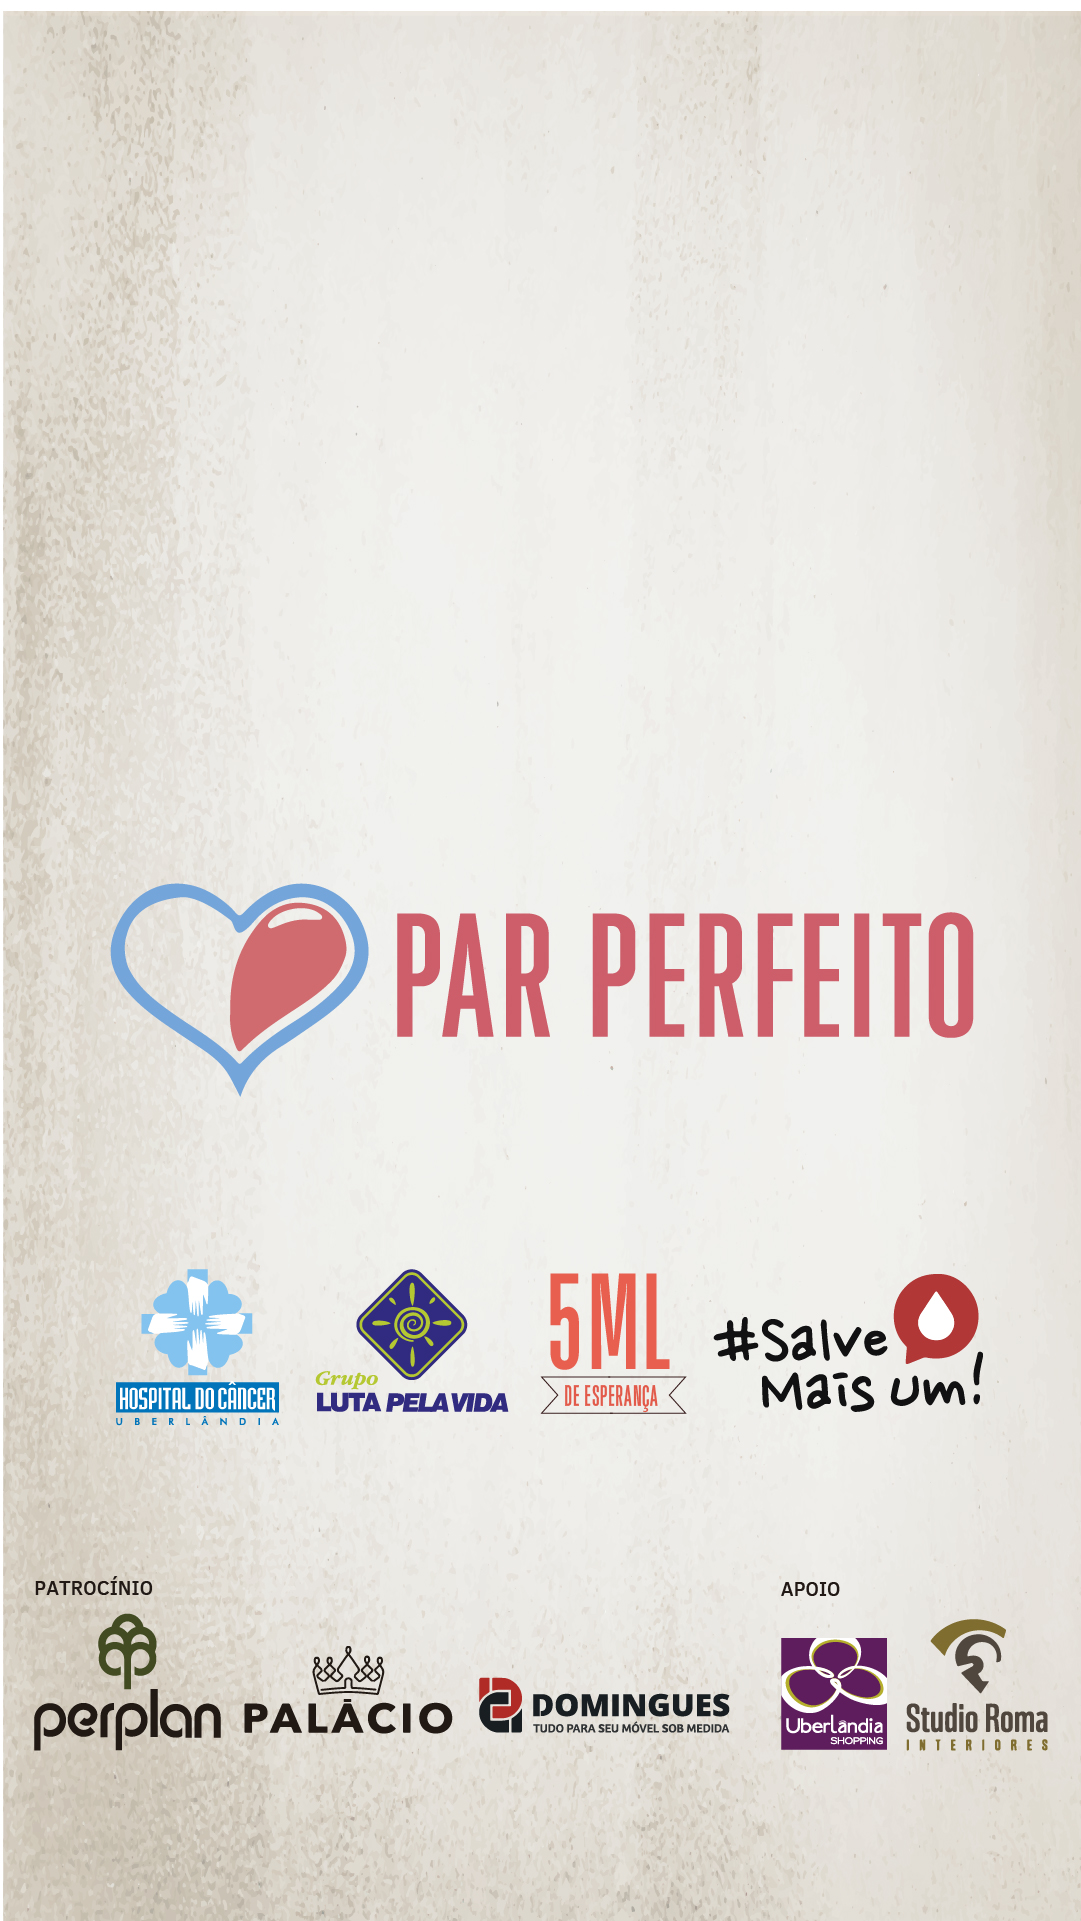 PAR PERFEITO
HOSPITAL DO CÂNCER
UBERLÂNDIA
Grupo
LUTA PELA VIDA
5ML
DE ESPERANÇA
#Salve
Mais um!
PATROCÍNIO
perplan
PALÁCIO
DOMINGUES
TUDO PARA SEU MÓVEL SOB MEDIDA
APOIO
Uberlândia
SHOPPING
Studio Roma
INTERIORES